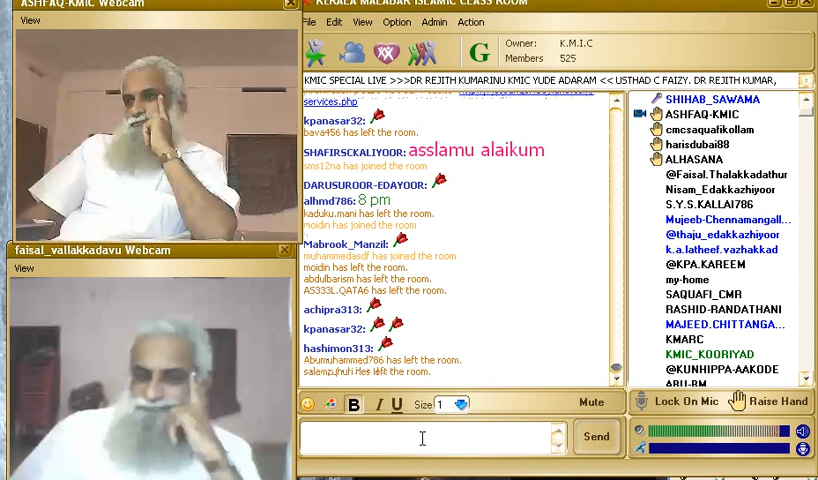 ASHFAQ-KMIC Webcam
View
KERALA MALABAR ISLAMIC CLASS ROOM
File Edit View Option Admin Action
G
Owner: K.M.I.C
Members 525
KMIC SPECIAL LIVE >>>DR REJITH KUMARINU KMIC YUDE ADARAM << USTHAD C FAIZY. DR REJITH KUMAR,
services.php
kpanasar32:
bava456 has left the room.
SHAFIRSCKALIYOOR: asslamu alaikum
sms12na has joined the room
DARUSUROOR-EDAYOOR:
alhmd786: 8 pm
kaduku.mani has left the room.
moidin has joined the room
Mabrook_Manzil:
muhammedasdf has joined the room
moidin has left the room.
abdulbarism has left the room.
AS333L.QATA6 has left the room.
achipra313:
kpanasar32:
hashimon313:
Abumuhammad786 has left the room.
has left the room.
SHIHAB_SAWAMA
ASHFAQ-KMIC
cmcsaquafikollam
harisdubai88
ALHASANA
@Faisal.Thalakkadathur
Nisam_Edakkazhiyoor
S.Y.S.KALLAI786
Mujeeb-Chennamangall...
@thaju_edakkazhiyoor
k.a.latheef.vazhakkad
@KPA.KAREEM
my-home
SAQUAFI_CMR
RASHID-RANDATHANI
MAJEED.CHITTANGA...
KMARC
KMIC_KOORIYAD
@KUNHIPPA-AAKODE
ABU-BM
faisal_vallakkadavu Webcam
View
B I U Size 1 Mute
Lock On Mic Raise Hand
Send